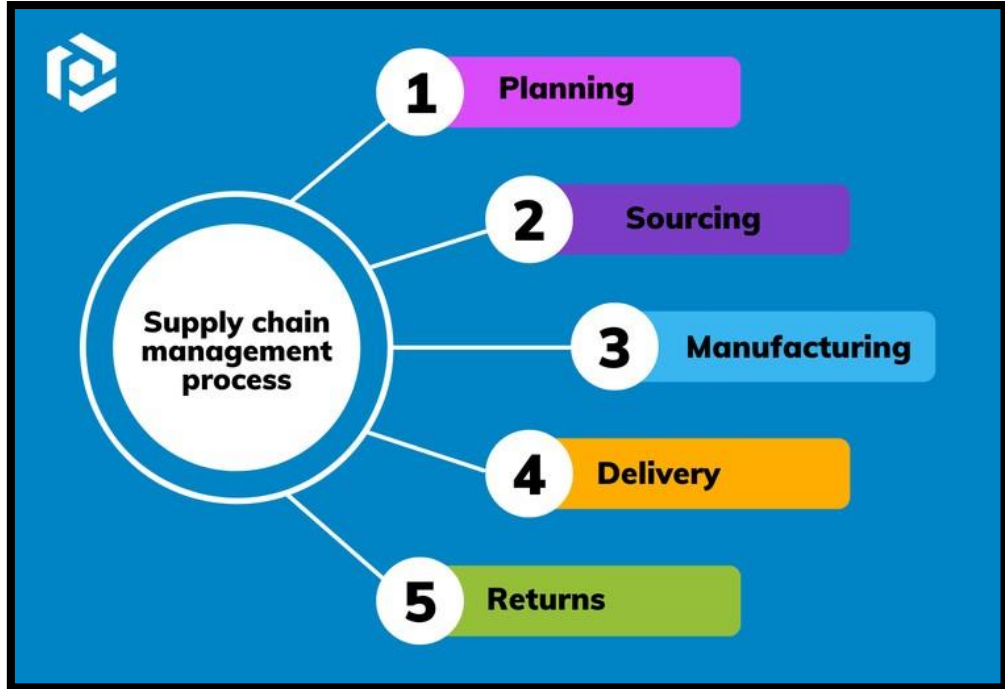 1 Planning
2 Sourcing
Supply chain
management
process
3 Manufacturing
4 Delivery
5 Returns